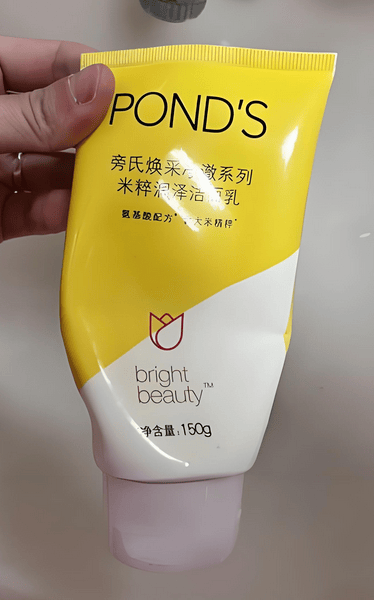 POND'S
旁氏焕采净澈系列
米粹润泽洁面乳
氨基酸配方* 大米精粹*
bright
beauty™
净含量:150g